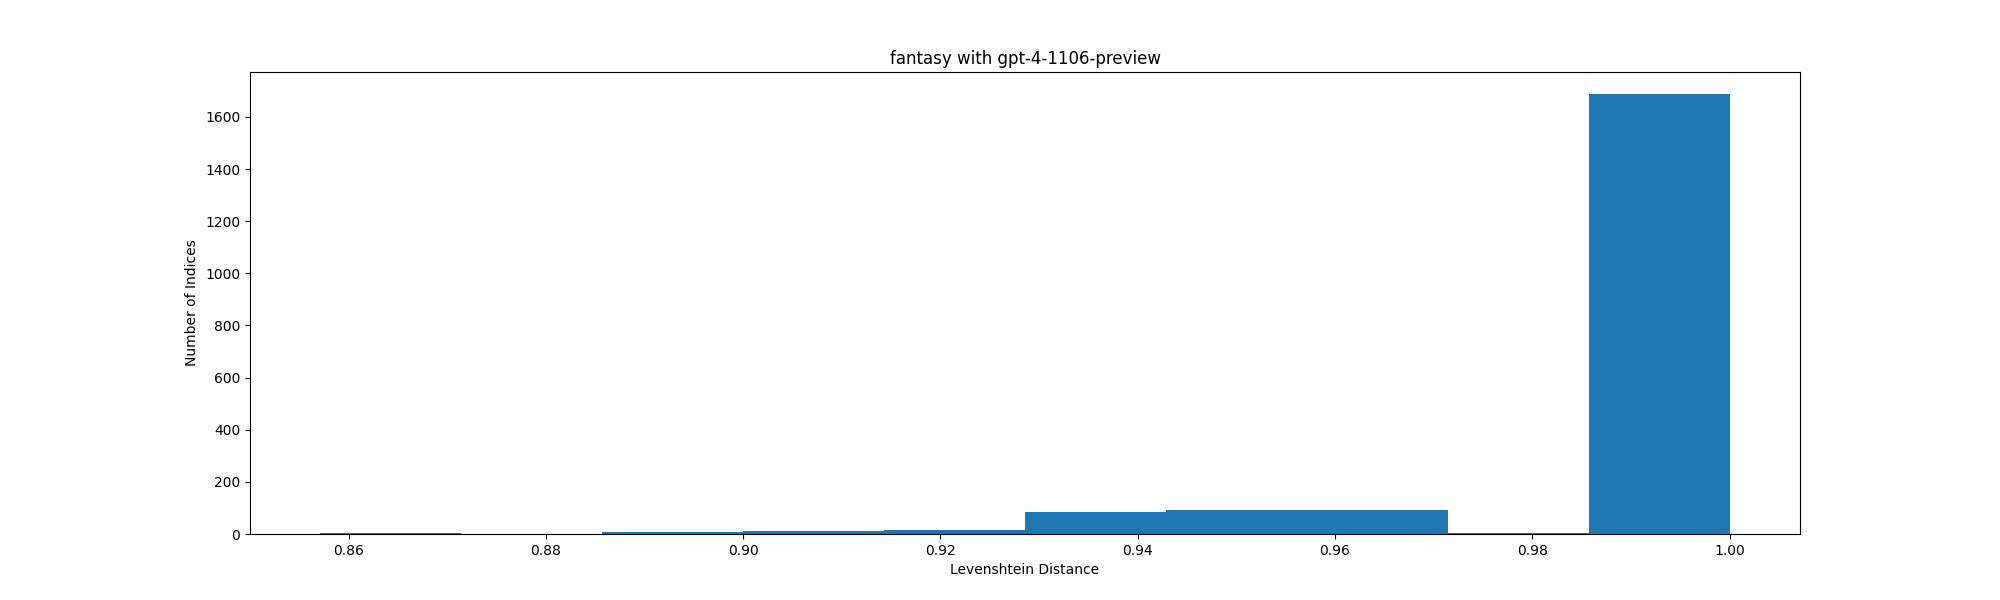 fantasy with gpt-4-1106-preview
Number of Indices
1600
1400
1200
1000
800
600
400
200
0
0.86 0.88 0.90 0.92 0.94 0.96 0.98 1.00
Levenshtein Distance